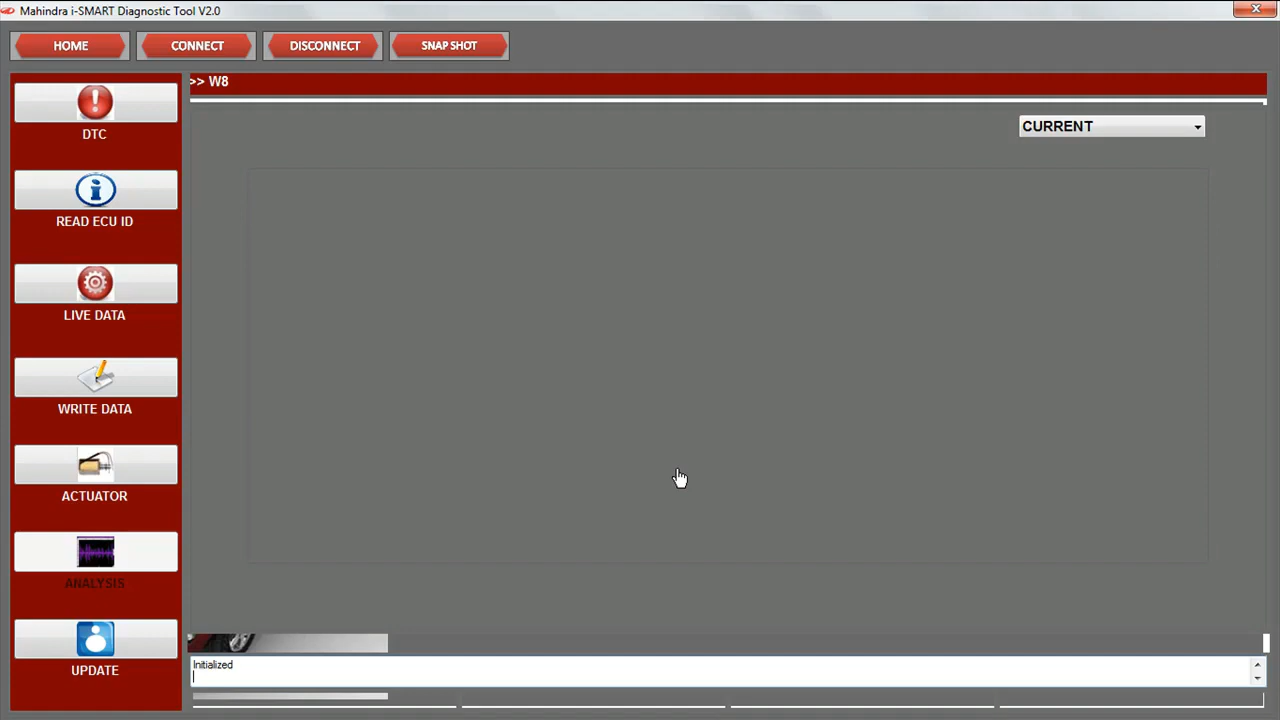 Mahindra i-SMART Diagnostic Tool V2.0
HOME
CONNECT
DISCONNECT
SNAP SHOT
>> W8
CURRENT
DTC
READ ECU ID
LIVE DATA
WRITE DATA
ACTUATOR
ANALYSIS
UPDATE
Initialized